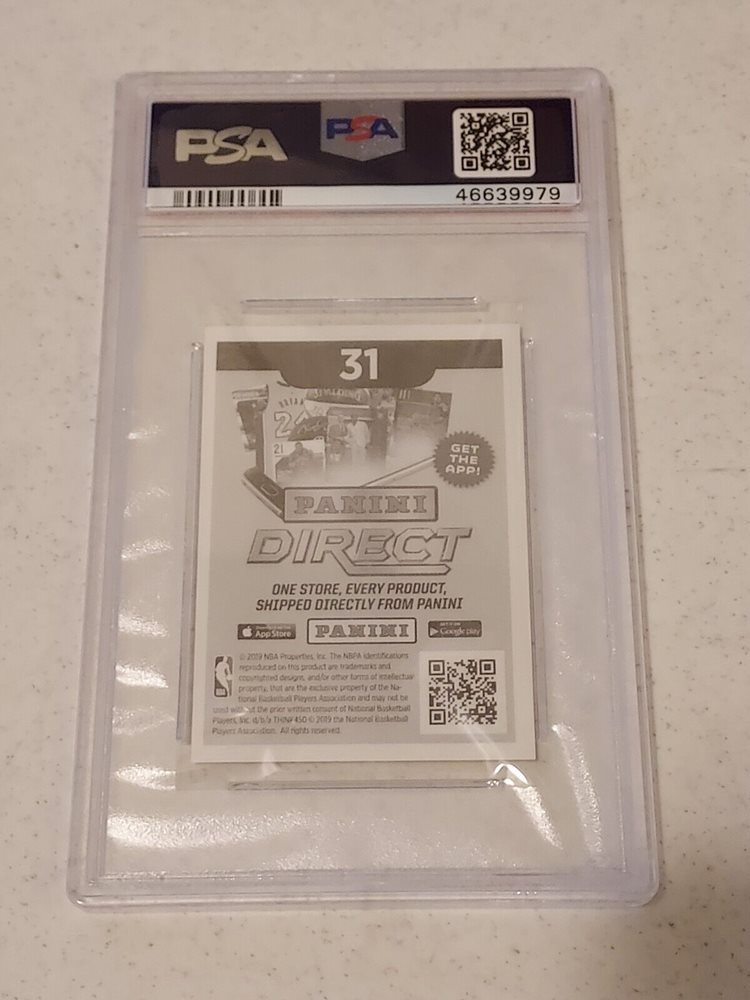 PSA
PSA
46639979
31
21
GET
THE
APP!
PANINI
DIRECT
ONE STORE, EVERY PRODUCT,
SHIPPED DIRECTLY FROM PANINI
App Store
PANINI
Google play
© 2019 NBA Properties, Inc. The NBPA identifications
reproduced on this product are trademarks and
copyrighted designs, and/or other forms of intellectual
property, that are the exclusive property of the Na-
tional Basketball Players Association and may not be
used without the prior written consent of National Basketball
Players, Inc. d/b/a THINK 450 © 2019 the National Basketball
Players Association. All rights reserved.